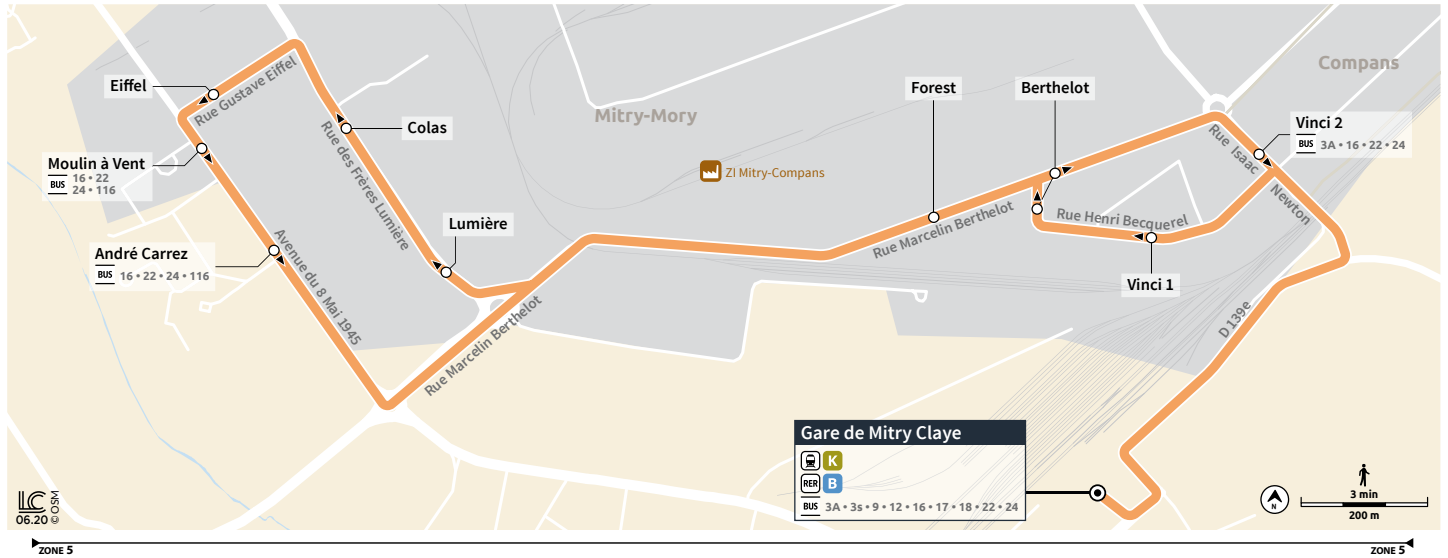 Compans
Mitry-Mory
ZI Mitry-Compans
Eiffel
Rue Gustave Eiffel
Colas
Rue des Frères Lumière
Moulin à Vent
BUS 16 • 22
24 • 116
André Carrez
BUS 16 • 22 • 24 • 116
Avenue du 8 Mai 1945
Lumière
Rue Marcelin Berthelot
Forest
Berthelot
Rue Marcelin Berthelot
Rue Henri Becquerel
Vinci 1
Vinci 2
BUS 3A • 16 • 22 • 24
Rue Isaac Newton
D 139e
Gare de Mitry Claye
K
RER B
BUS 3A • 3s • 9 • 12 • 16 • 17 • 18 • 22 • 24
LC
06.20
© OSM
N
3 min
200 m
ZONE 5
ZONE 5